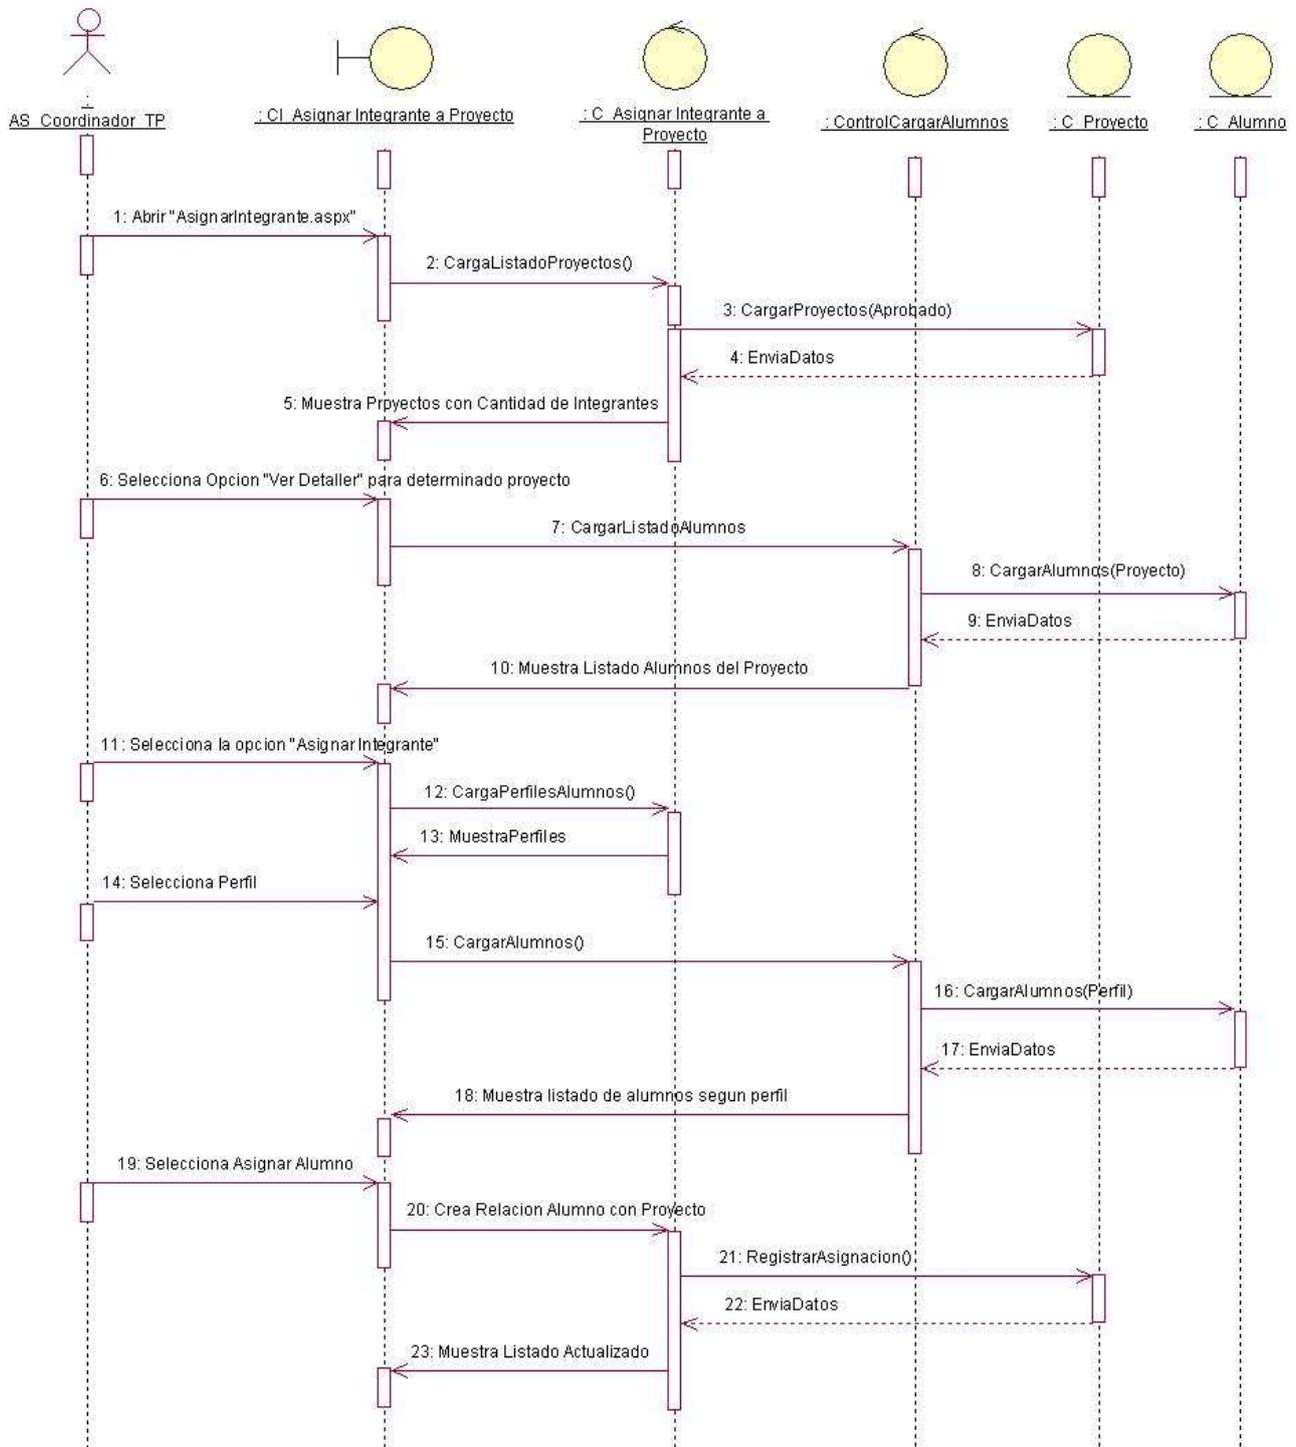 :
AS_Coordinador_TP
: CI_Asignar Integrante a Proyecto
: C_Asignar Integrante a
Proyecto
: ControlCargarAlumnos
: C_Proyecto
: C_Alumno
1: Abrir "AsignarIntegrante.aspx"
2: CargaListadoProyectos()
3: CargarProyectos(Aprobado)
4: EnviaDatos
5: Muestra Proyectos con Cantidad de Integrantes
6: Selecciona Opcion "Ver Detaller" para determinado proyecto
7: CargarListadoAlumnos
8: CargarAlumnos(Proyecto)
9: EnviaDatos
10: Muestra Listado Alumnos del Proyecto
11: Selecciona la opcion "AsignarIntegrante"
12: CargaPerfilesAlumnos()
13: MuestraPerfiles
14: Selecciona Perfil
15: CargarAlumnos()
16: CargarAlumnos(Perfil)
17: EnviaDatos
18: Muestra listado de alumnos segun perfil
19: Selecciona Asignar Alumno
20: Crea Relacion Alumno con Proyecto
21: RegistrarAsignacion()
22: EnviaDatos
23: Muestra Listado Actualizado